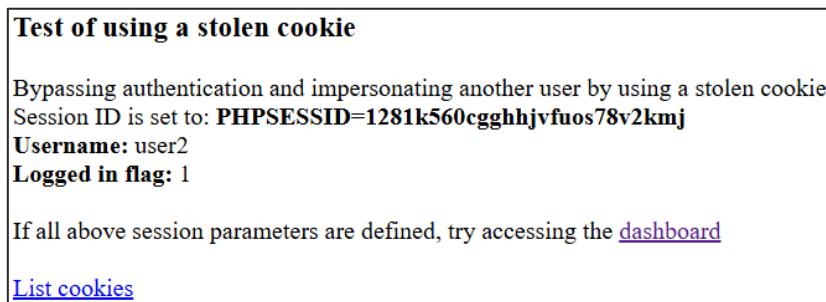 Test of using a stolen cookie
Bypassing authentication and impersonating another user by using a stolen cookie
Session ID is set to: PHPSESSID=1281k560cgghhjvfuos78v2kmj
Username: user2
Logged in flag: 1
If all above session parameters are defined, try accessing the dashboard
List cookies